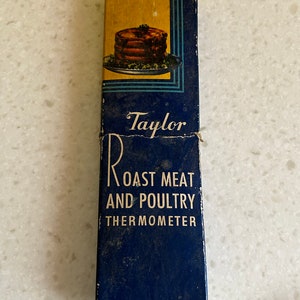 Taylor
ROAST MEAT
AND POULTRY
THERMOMETER